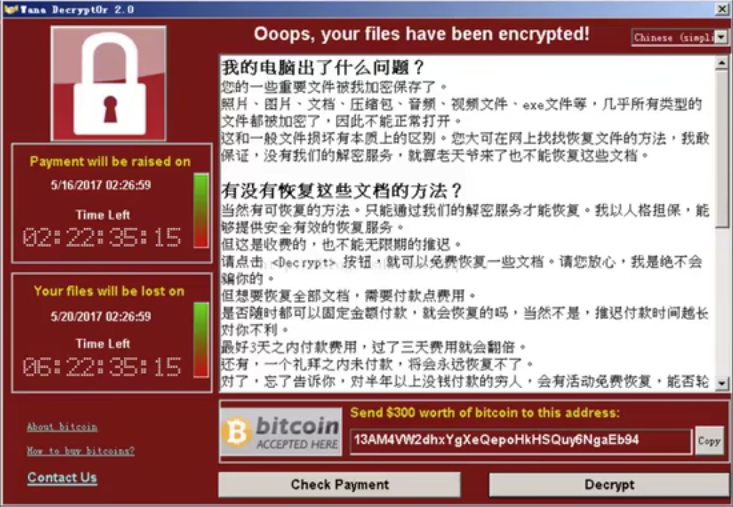 Wana Decrypt0r 2.0
Ooops, your files have been encrypted!
Chinese (simpli
Payment will be raised on
5/16/2017 02:26:59
Time Left
02:22:35:15
Your files will be lost on
5/20/2017 02:26:59
Time Left
06:22:35:15
About bitcoin
How to buy bitcoins?
Contact Us
我的电脑出了什么问题？
您的一些重要文件被我加密保存了。
照片、图片、文档、压缩包、音频、视频文件、exe文件等，几乎所有类型的
文件都被加密了，因此不能正常打开。
这和一般文件损坏有本质上的区别。您大可在网上找找恢复文件的方法，我敢
保证，没有我们的解密服务，就算老天爷来了也不能恢复这些文档。
有没有恢复这些文档的方法？
当然有可恢复的方法。只能通过我们的解密服务才能恢复。我以人格担保，能
够提供安全有效的恢复服务。
但这是收费的，也不能无限期的推迟。
请点击 <Decrypt> 按钮，就可以免费恢复一些文档。请您放心，我是绝不会
骗你的。
但想要恢复全部文档，需要付款点费用。
是否随时都可以固定金额付款，就会恢复的吗，当然不是，推迟付款时间越长
对你不利。
最好3天之内付款费用，过了三天费用就会翻倍。
还有，一个礼拜之内未付款，将会永远恢复不了。
对了，忘了告诉你，对半年以上没钱付款的穷人，会有活动免费恢复，能否轮
bitcoin
ACCEPTED HERE
Send $300 worth of bitcoin to this address:
13AM4VW2dhxYgXeQepoHkHSQuy6NgaEb94
Copy
Check Payment
Decrypt